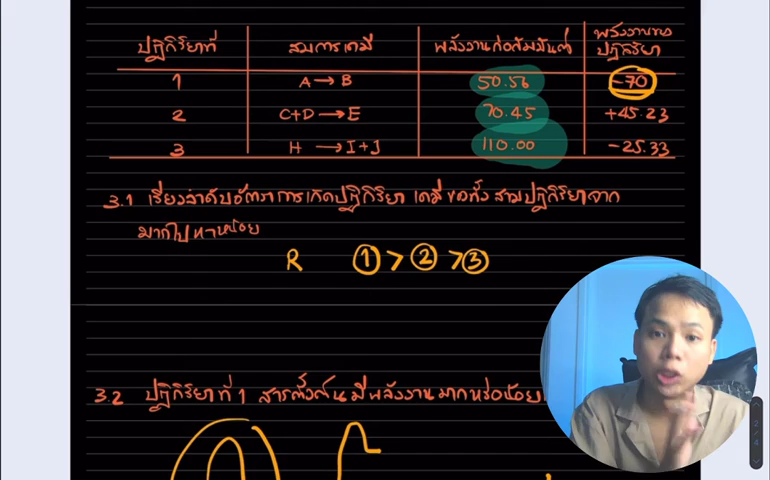 ปฏิกิริยาที่ สมการเคมี พลังงานก่อกัมมันต์ พลังงานของปฏิกิริยา
1 A → B 50.56 -70
2 C+D → E 70.45 +45.23
3 H → I+J 110.00 -25.33
3.1 เรียงลำดับอัตราการเกิดปฏิกิริยาเคมีของทั้งสามปฏิกิริยาจาก
มากไปหาน้อย
R ① > ② > ③
3.2 ปฏิกิริยาที่ 1 สารตั้งต้นมีพลังงานมากหรือน้อย
2/4